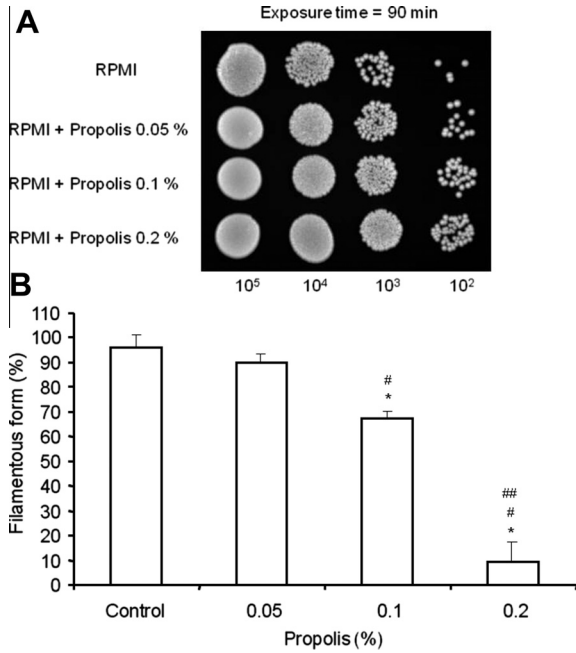 A
Exposure time = 90 min
RPMI
RPMI + Propolis 0.05 %
RPMI + Propolis 0.1 %
RPMI + Propolis 0.2 %
10⁵ 10⁴ 10³ 10²
B
Filamentous form (%)
110
100
90
80
70
60
50
40
30
20
10
0
#
*
##
#
*
Control 0.05 0.1 0.2
Propolis (%)